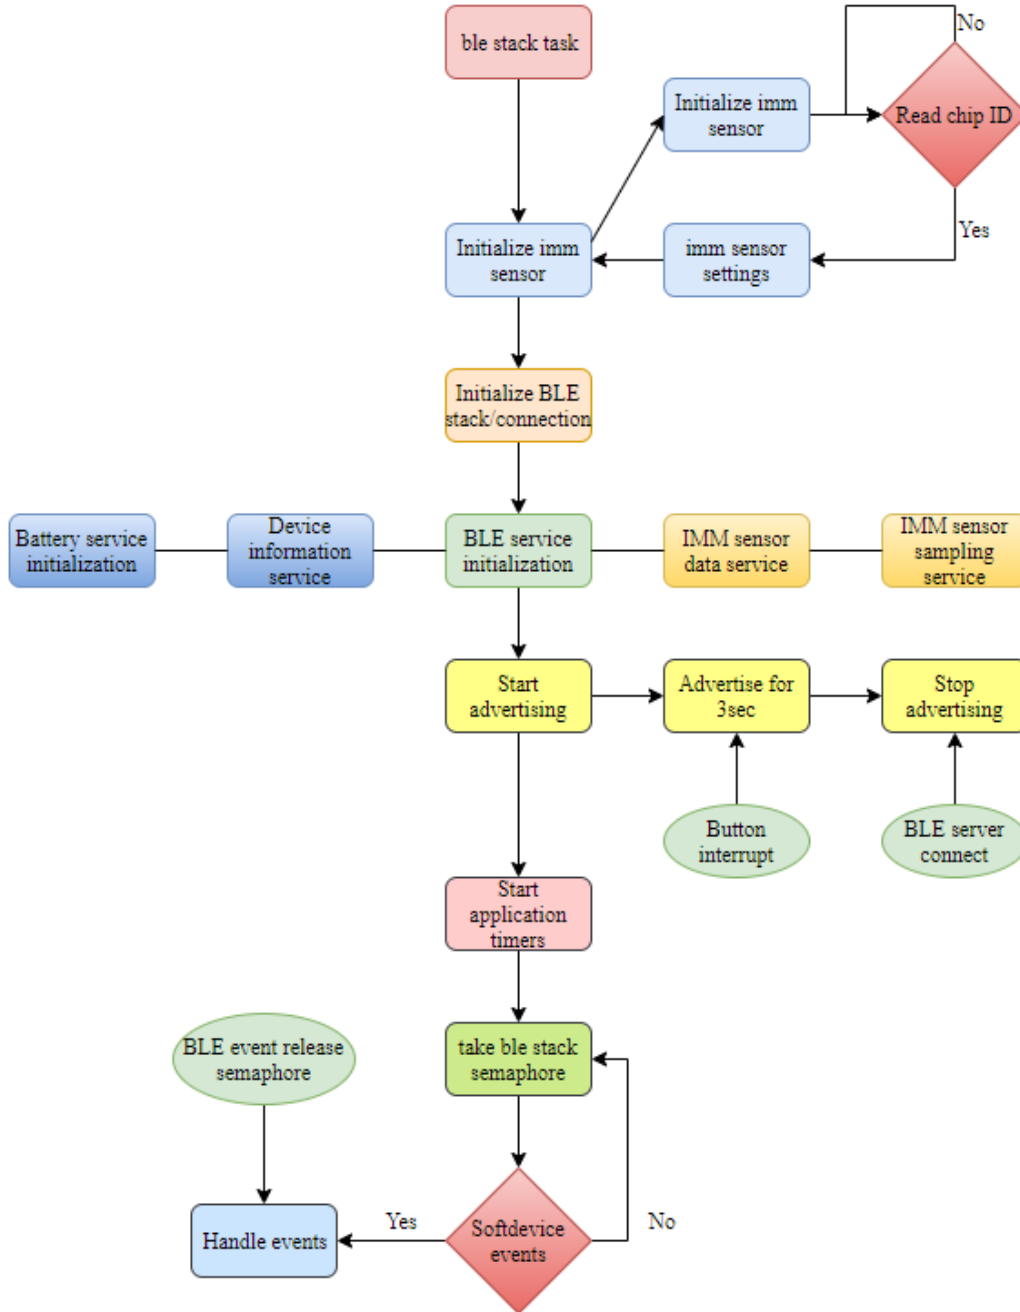 ble stack task
No
Initialize imm
sensor
Read chip ID
Yes
Initialize imm
sensor
imm sensor
settings
Initialize BLE
stack/connection
Battery service
initialization
Device
information
service
BLE service
initialization
IMM sensor
data service
IMM sensor
sampling
service
Start
advertising
Advertise for
3sec
Stop
advertising
Button
interrupt
BLE server
connect
Start
application
timers
BLE event release
semaphore
take ble stack
semaphore
Handle events
Yes
Softdevice
events
No